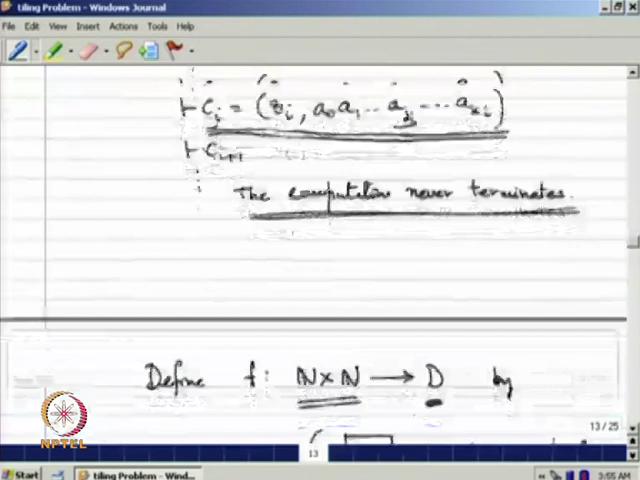 tiling Problem - Windows Journal
File Edit View Insert Actions Tools Help
⊢ C_i = (q_i, a_0 a_1 ... a_j ... a_{x_i})
⊢ C_{i+1}
The computation never terminates.
Define f: ℕ×ℕ → D by
NPTEL
13/25
13
Start
tiling Problem - Wind...
3:55 AM